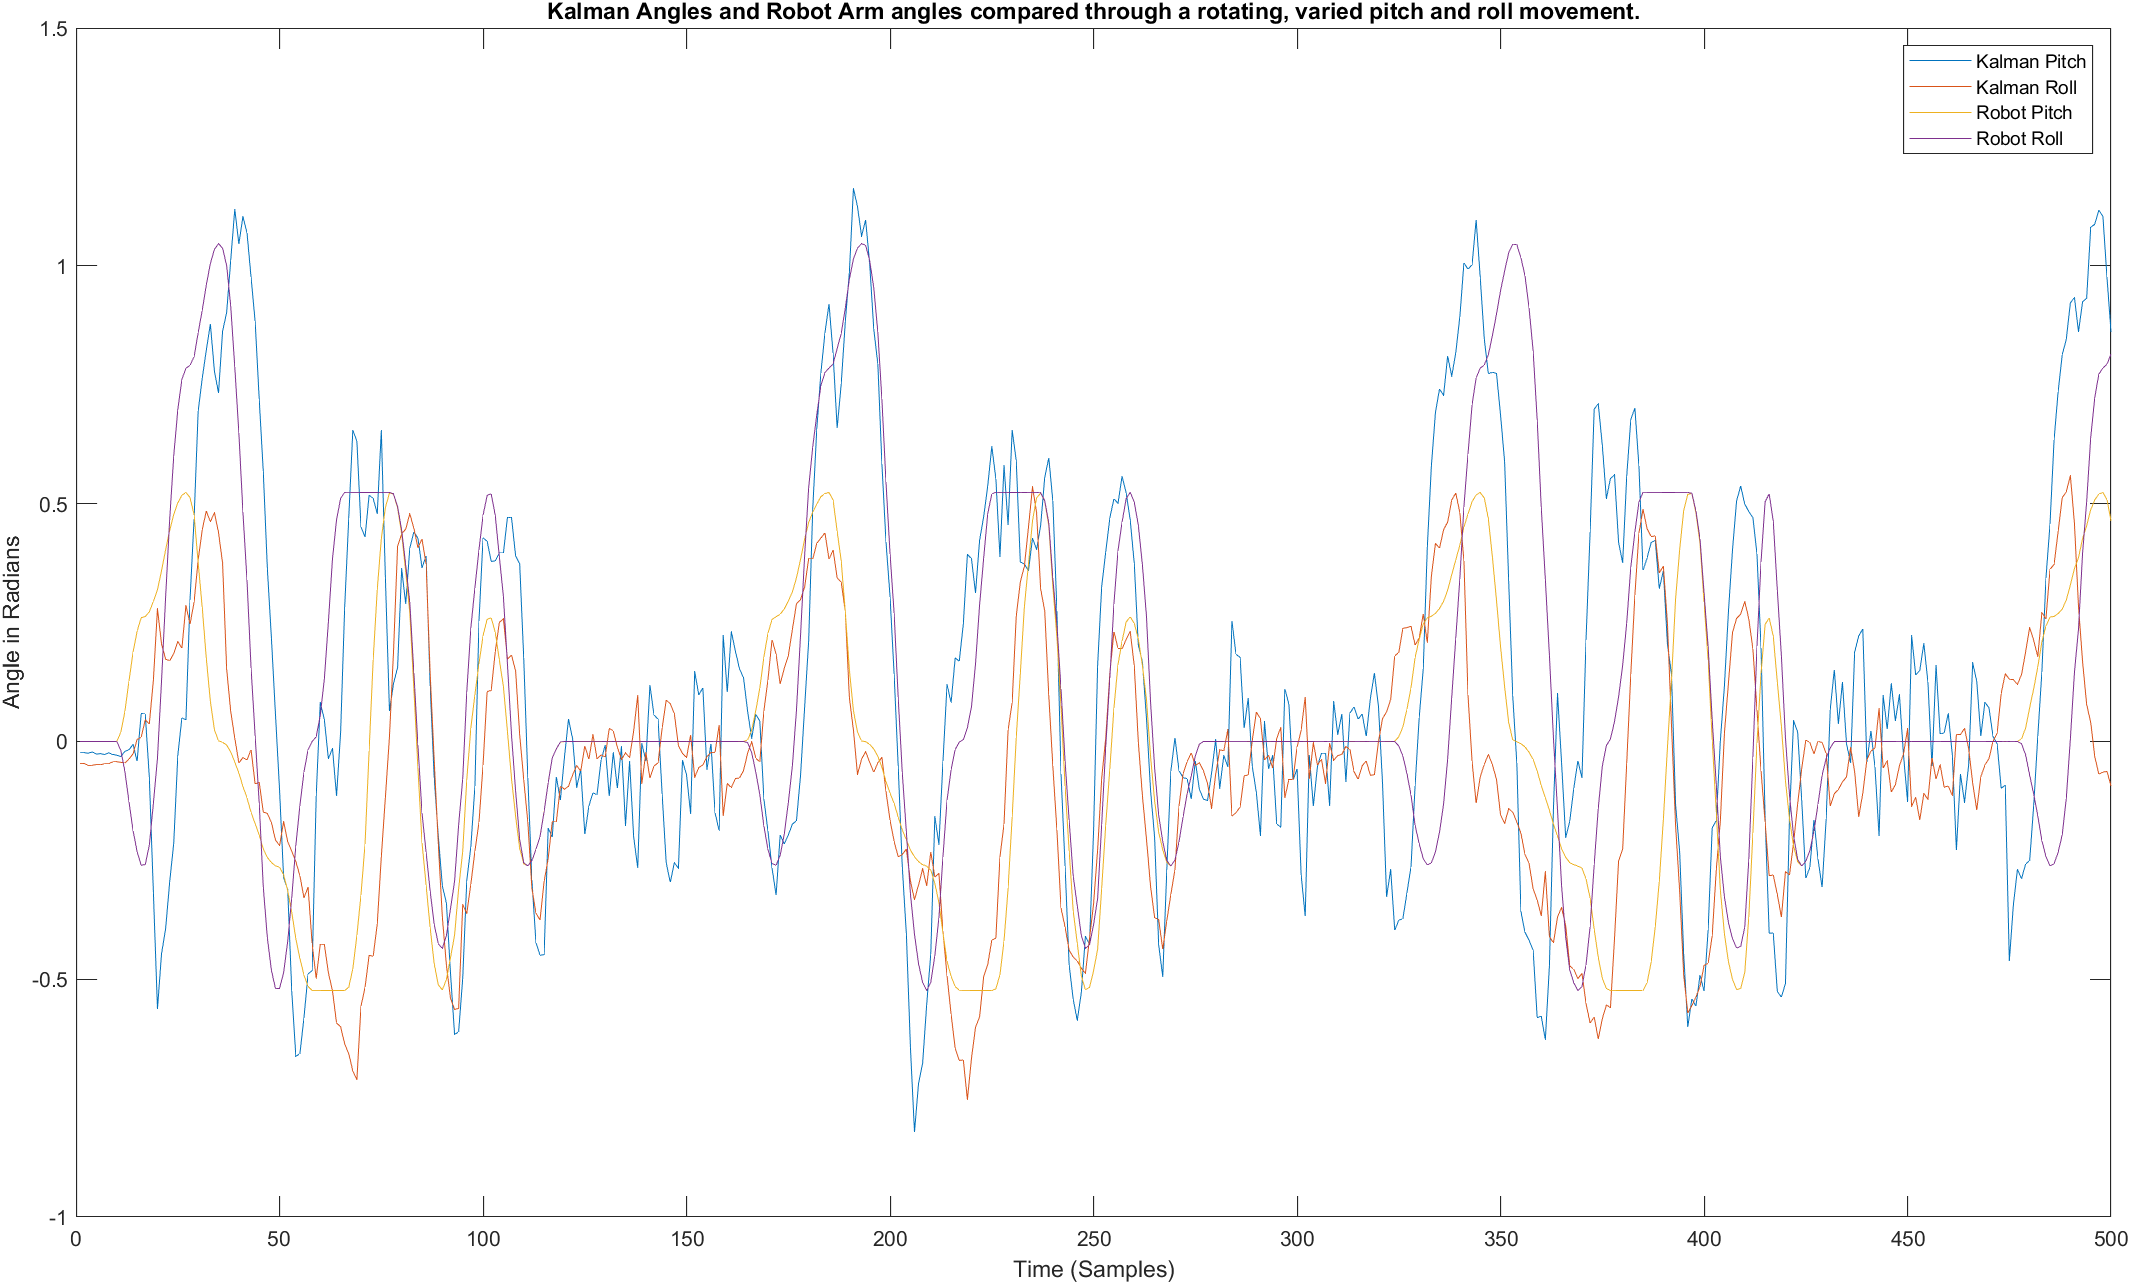 Kalman Angles and Robot Arm angles compared through a rotating, varied pitch and roll movement.
1.5
1
0.5
0
-0.5
-1
Angle in Radians
Kalman Pitch
Kalman Roll
Robot Pitch
Robot Roll
0 50 100 150 200 250 300 350 400 450 500
Time (Samples)